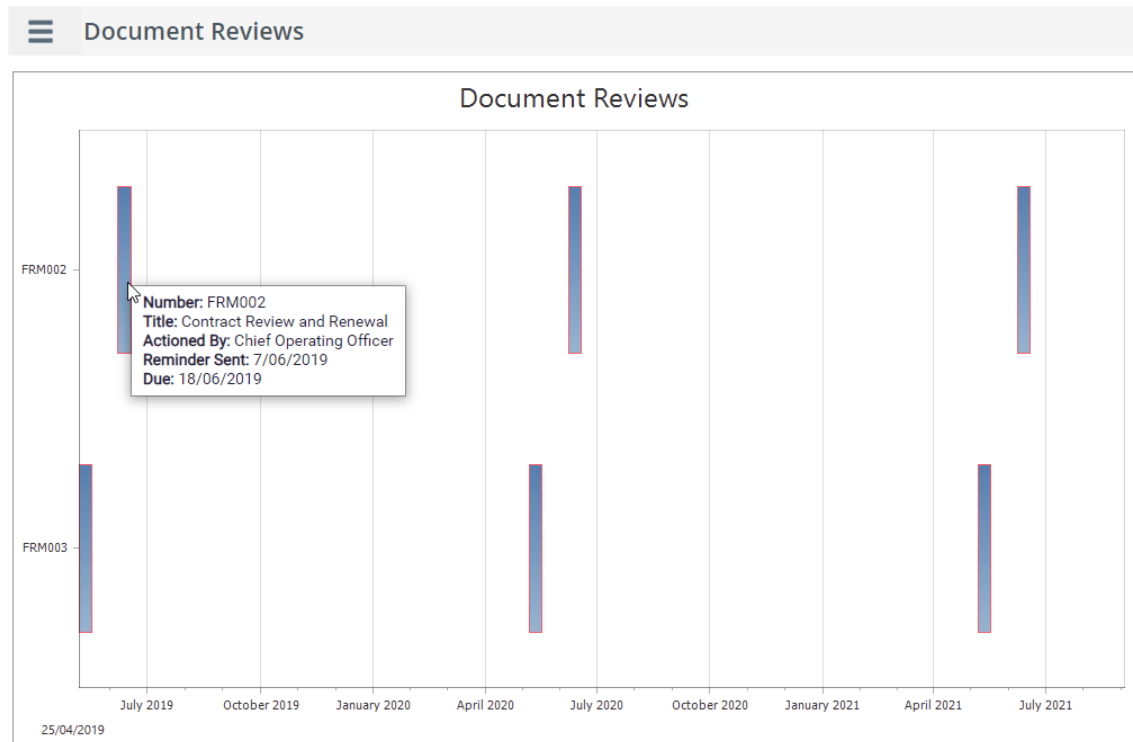 Document Reviews
Document Reviews
FRM002
Number: FRM002
Title: Contract Review and Renewal
Actioned By: Chief Operating Officer
Reminder Sent: 7/06/2019
Due: 18/06/2019
FRM003
July 2019 October 2019 January 2020 April 2020 July 2020 October 2020 January 2021 April 2021 July 2021
25/04/2019